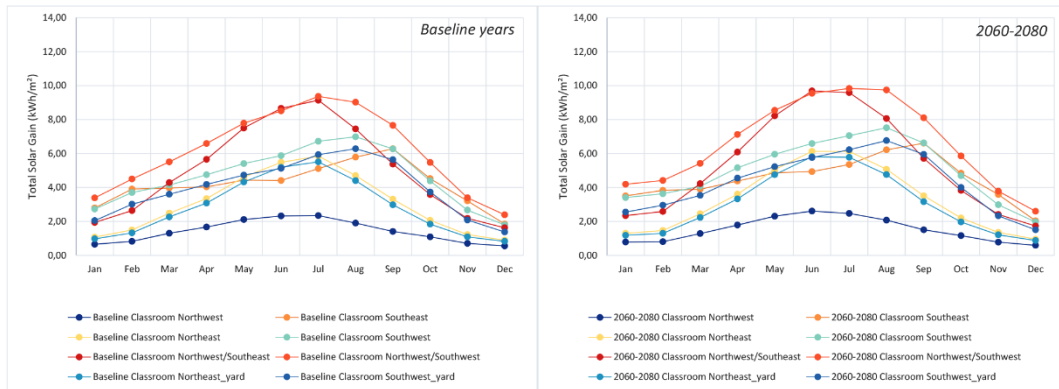 Baseline years
Total Solar Gain (kWh/m²)
14,00
12,00
10,00
8,00
6,00
4,00
2,00
0,00
Jan Feb Mar Apr May Jun Jul Aug Sep Oct Nov Dec
Baseline Classroom Northwest Baseline Classroom Southeast
Baseline Classroom Northeast Baseline Classroom Southwest
Baseline Classroom Northwest/Southeast Baseline Classroom Northwest/Southwest
Baseline Classroom Northeast_yard Baseline Classroom Southwest_yard
2060-2080
Total Solar Gain (kWh/m²)
14,00
12,00
10,00
8,00
6,00
4,00
2,00
0,00
Jan Feb Mar Apr May Jun Jul Aug Sep Oct Nov Dec
2060-2080 Classroom Northwest 2060-2080 Classroom Southeast
2060-2080 Classroom Northeast 2060-2080 Classroom Southwest
2060-2080 Classroom Northwest/Southeast 2060-2080 Classroom Northwest/Southwest
2060-2080 Classroom Northeast_yard 2060-2080 Classroom Southwest_yard